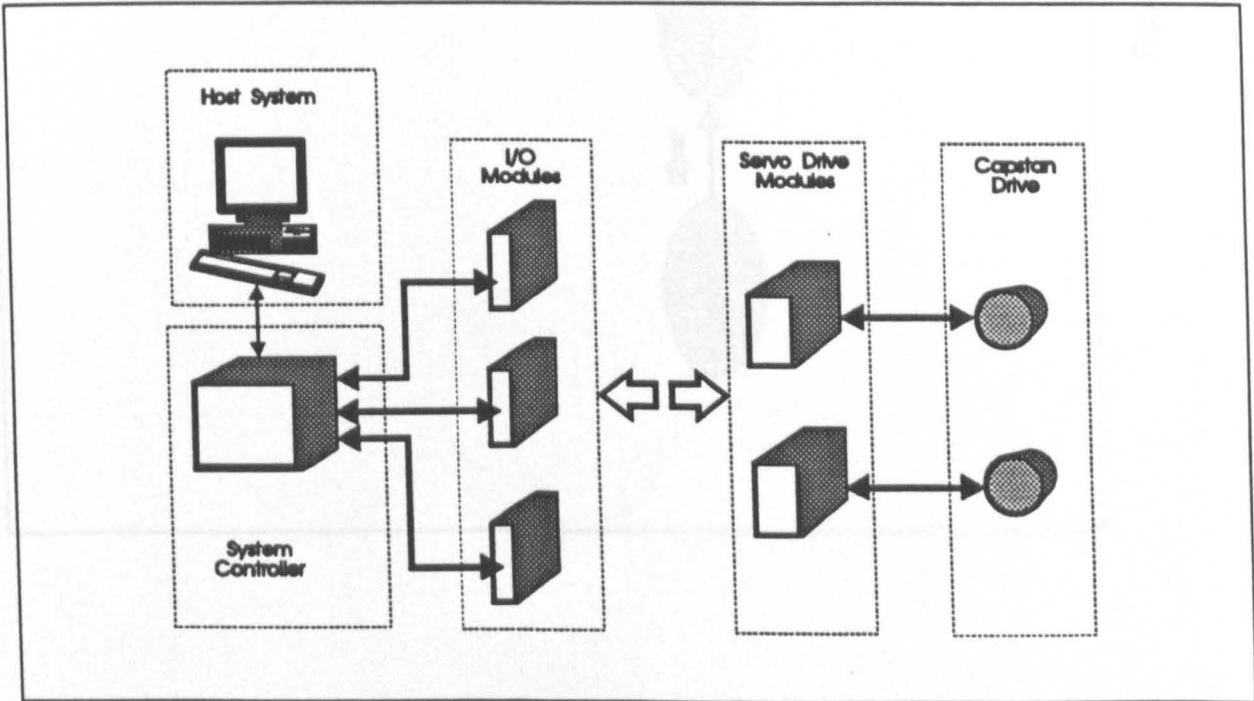 Host System
I/O
Modules
Servo Drive
Modules
Capstan
Drive
System
Controller